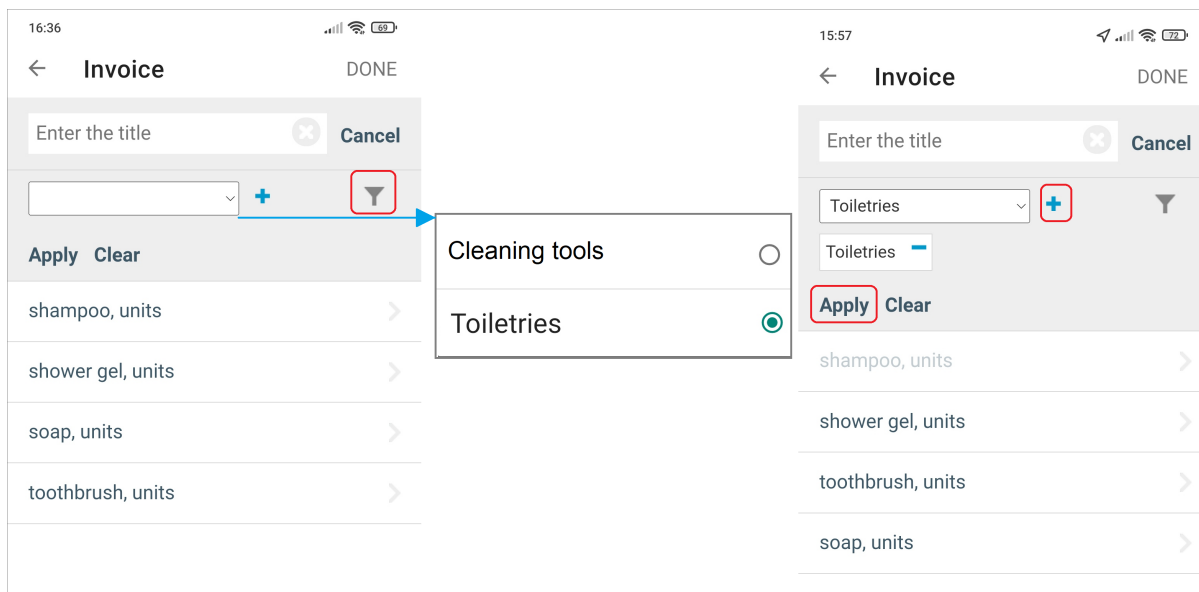 16:36
69
Invoice
DONE
Enter the title
Cancel
Apply Clear
shampoo, units
shower gel, units
soap, units
toothbrush, units
Cleaning tools
Toiletries
15:57
72
Invoice
DONE
Enter the title
Cancel
Toiletries
Toiletries
Apply Clear
shampoo, units
shower gel, units
toothbrush, units
soap, units